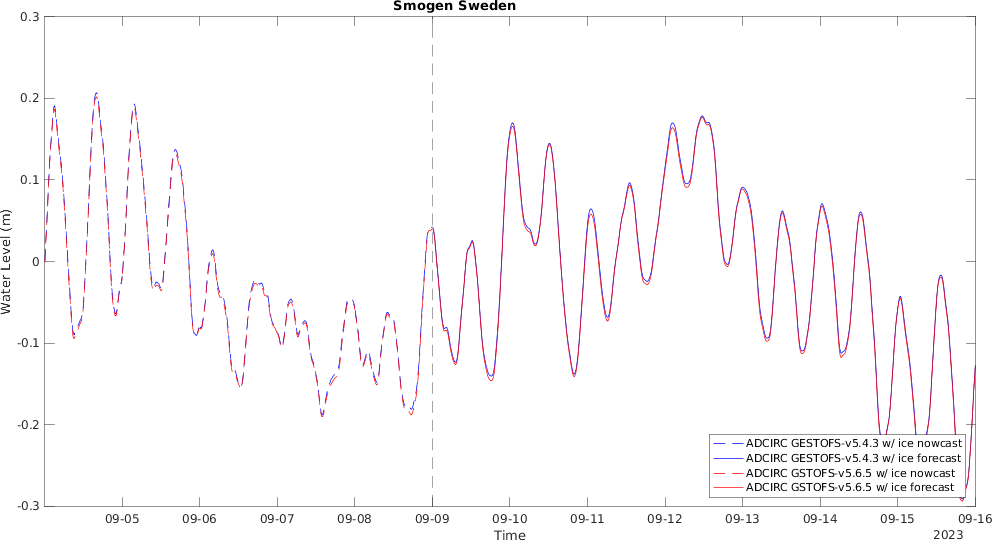 Smogen Sweden
0.3
0.2
0.1
0
-0.1
-0.2
-0.3
Water Level (m)
ADCIRC GESTOFS-v5.4.3 w/ ice nowcast
ADCIRC GESTOFS-v5.4.3 w/ ice forecast
ADCIRC GSTOFS-v5.6.5 w/ ice nowcast
ADCIRC GSTOFS-v5.6.5 w/ ice forecast
09-05 09-06 09-07 09-08 09-09 09-10 09-11 09-12 09-13 09-14 09-15 09-16
Time
2023